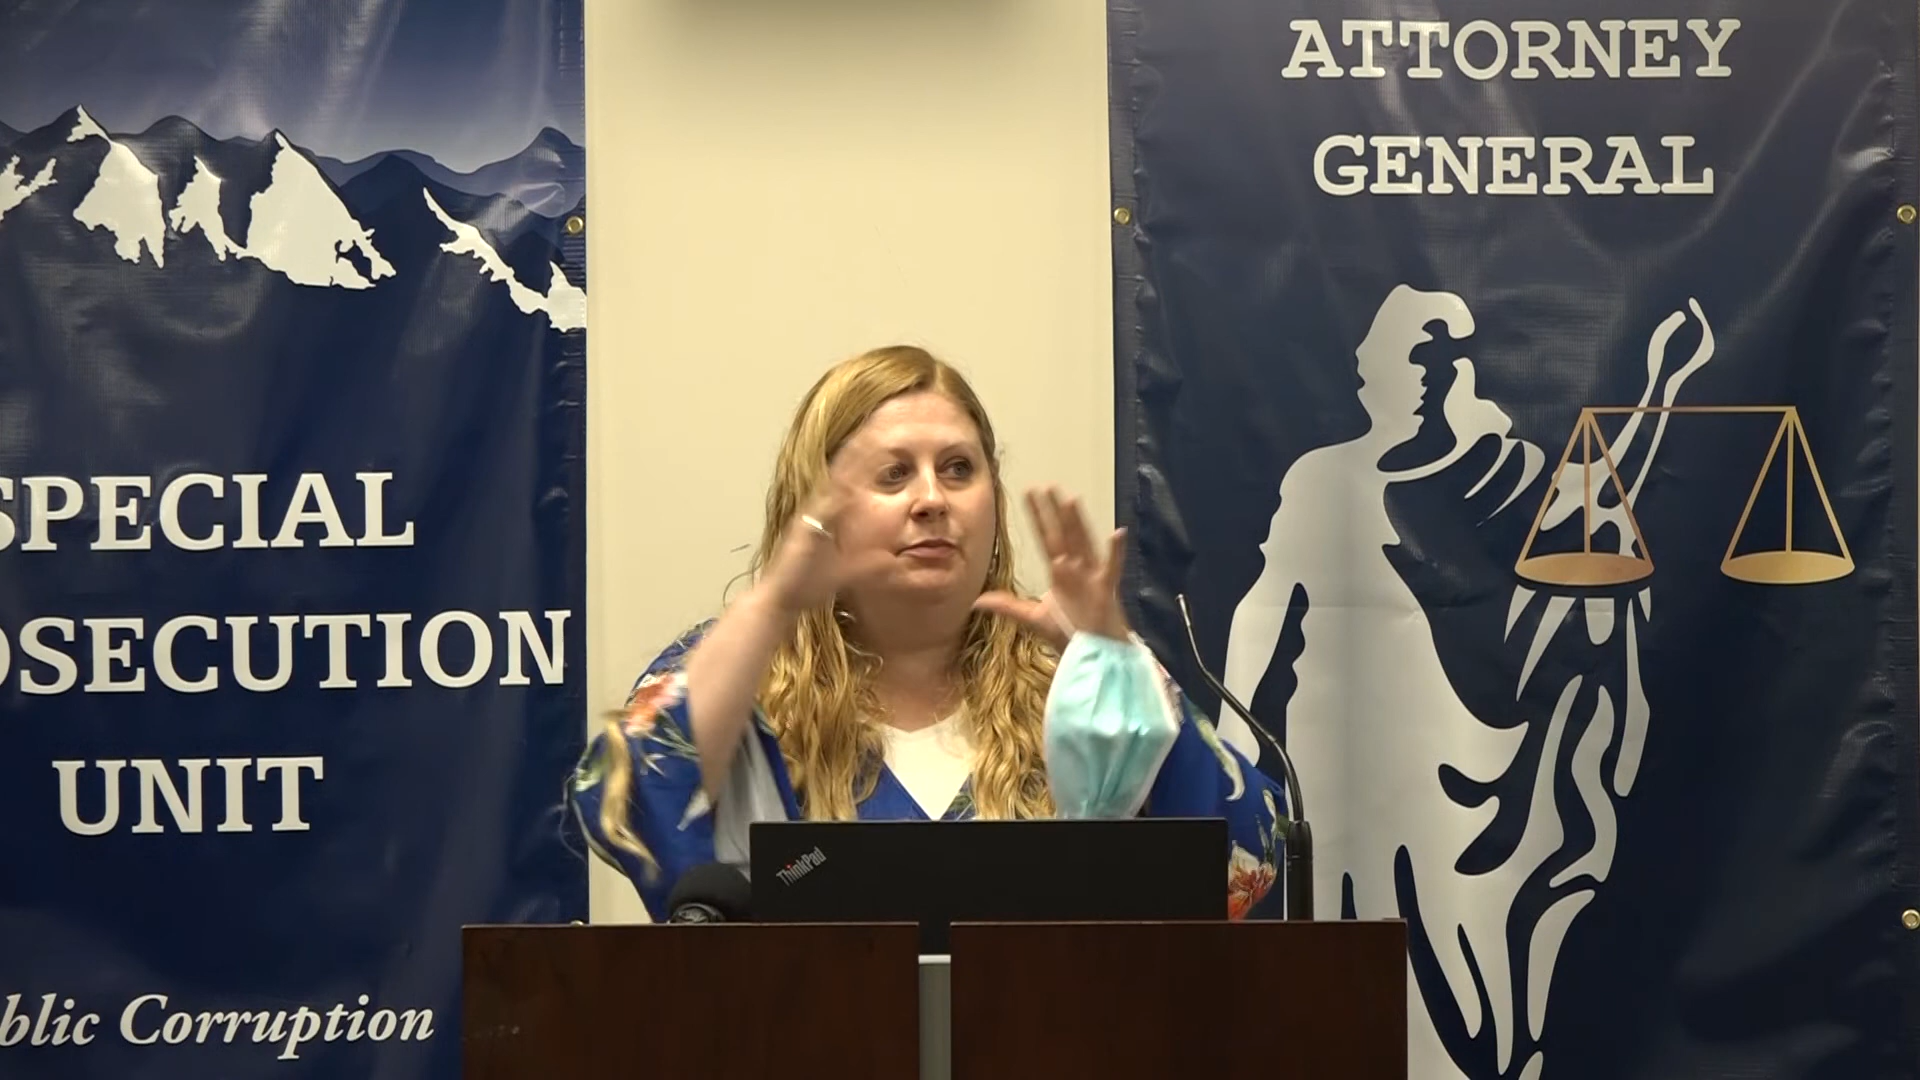 SPECIAL
OSECUTION
UNIT
blic Corruption
ATTORNEY
GENERAL
ThinkPad